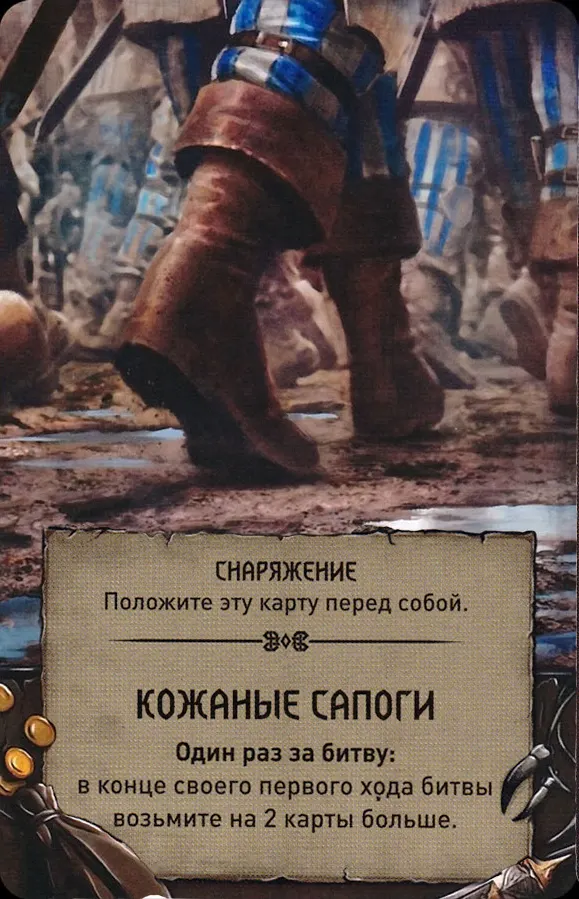 СНАРЯЖЕНИЕ
Положите эту карту перед собой.
КОЖАНЫЕ САПОГИ
Один раз за битву:
в конце своего первого хода битвы
возьмите на 2 карты больше.